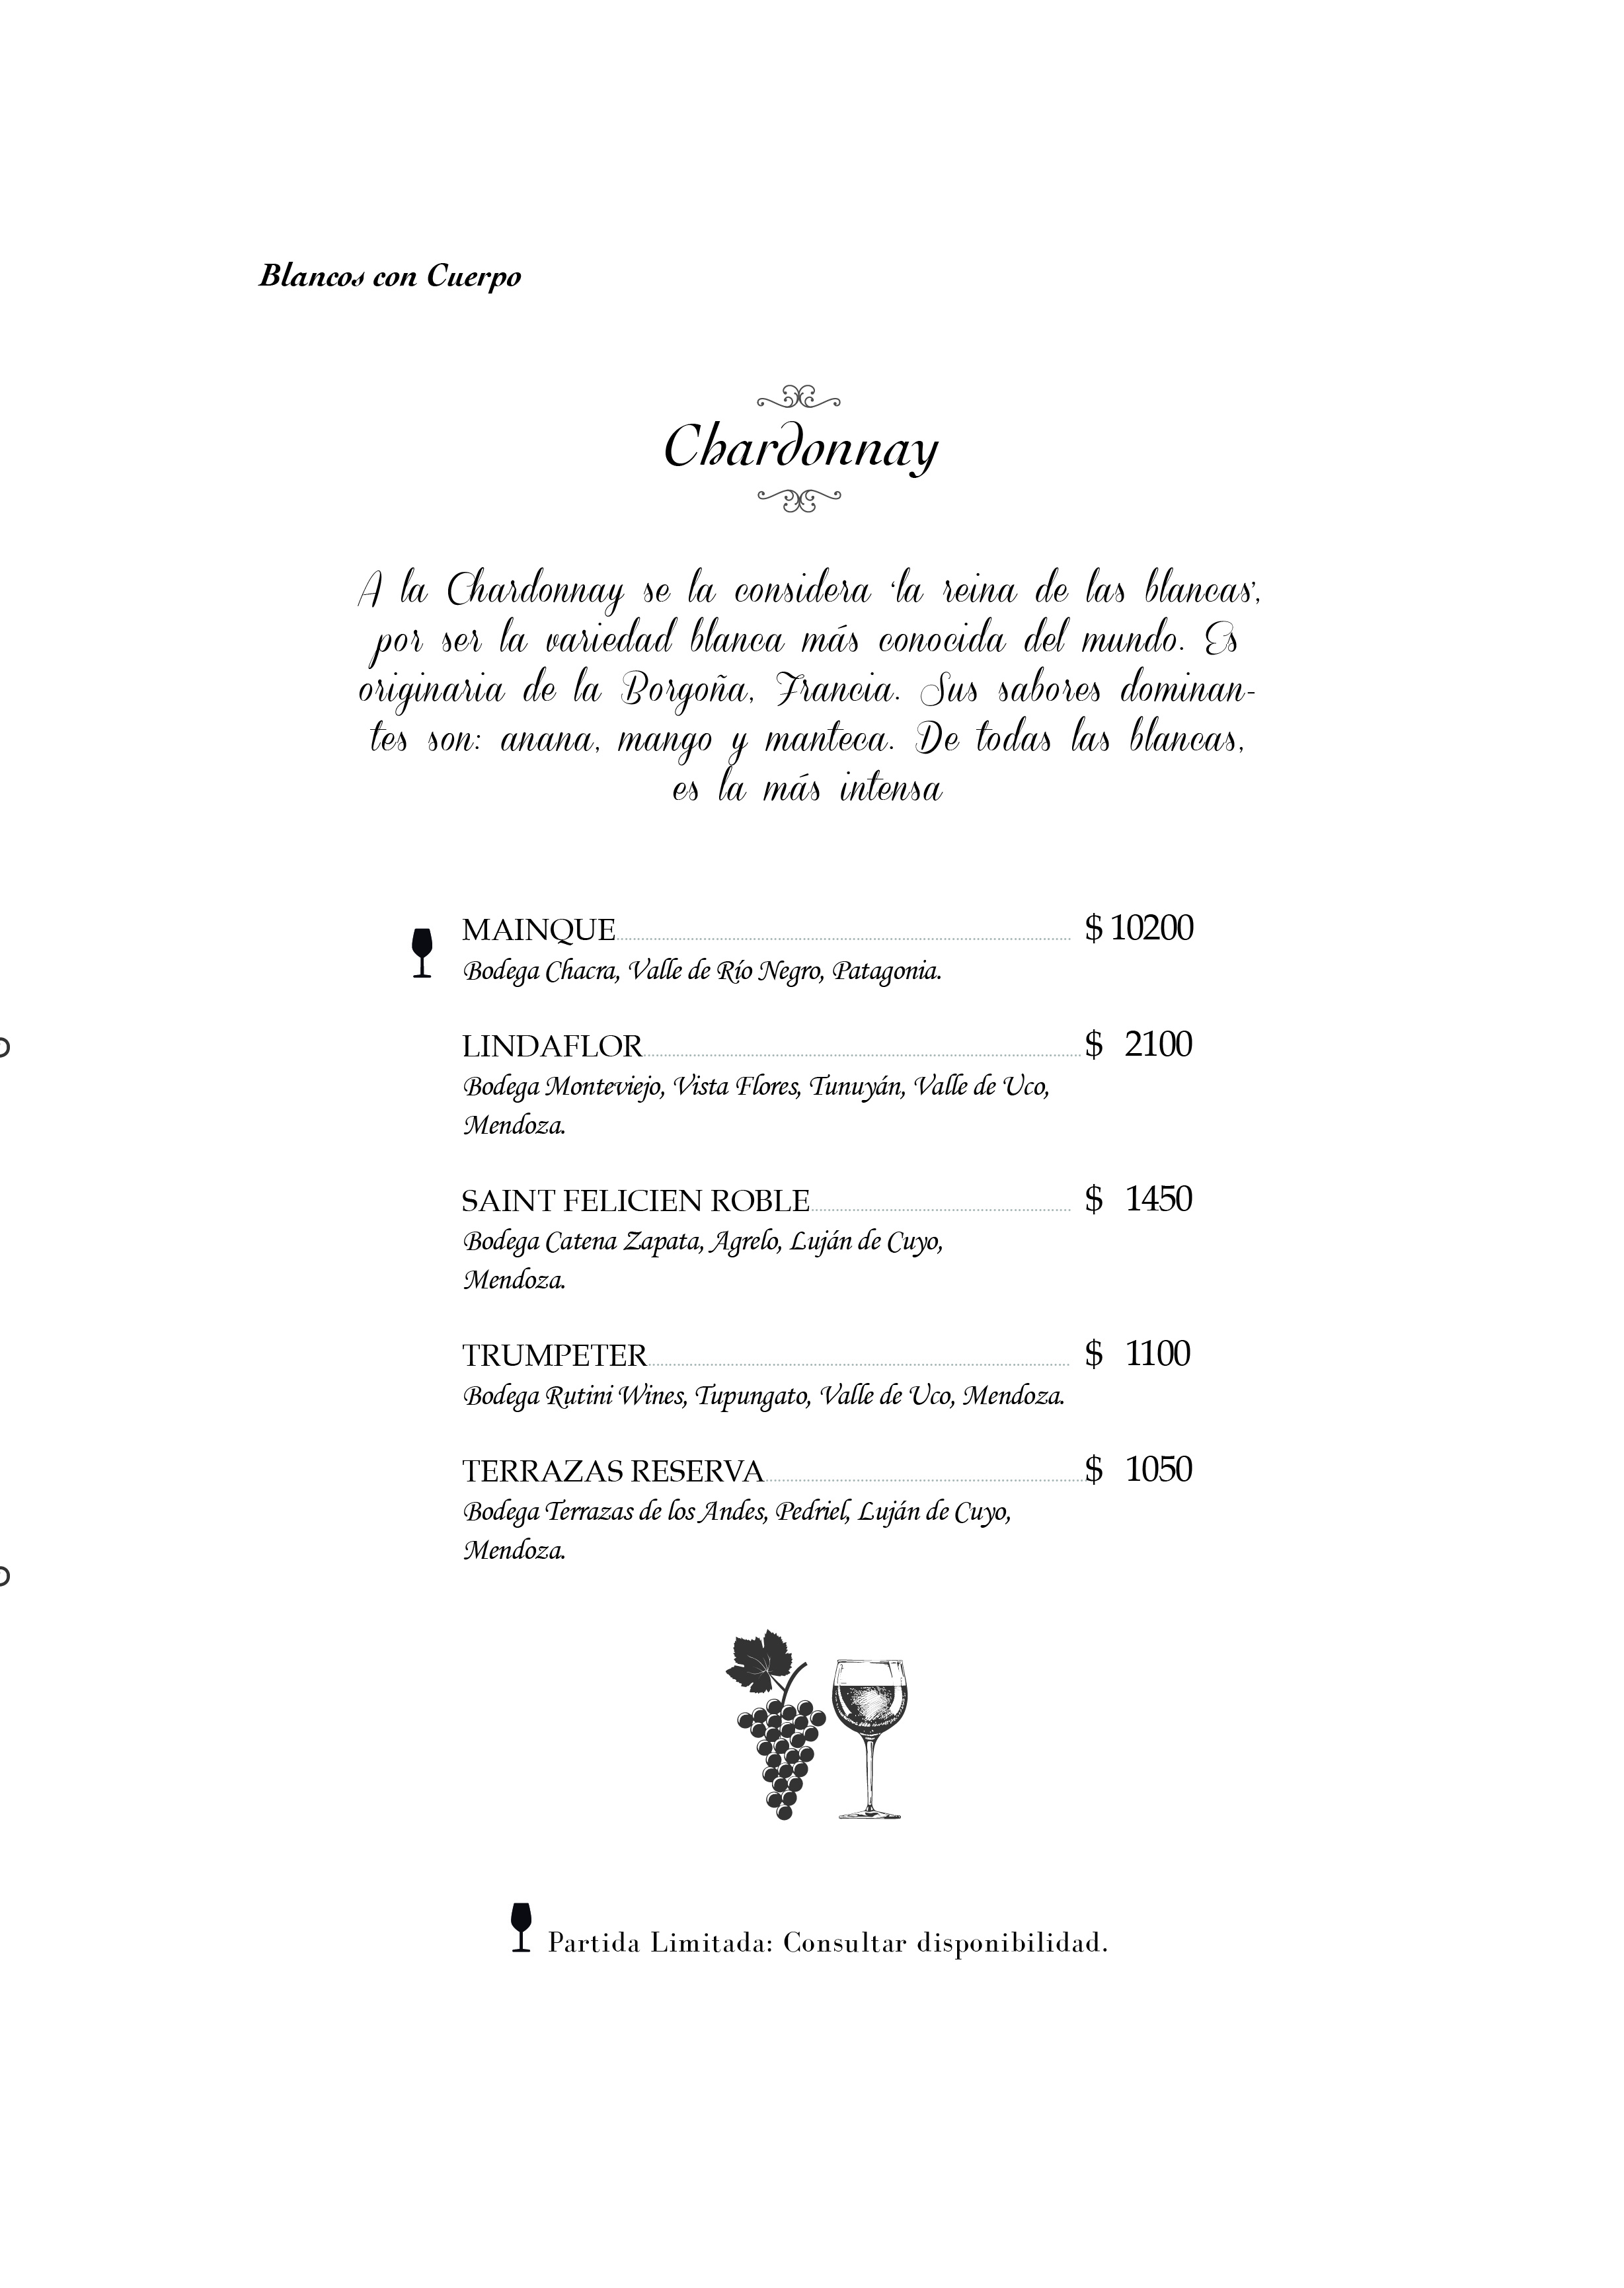 Blancos con Cuerpo
Chardonnay
A la Chardonnay se la considera ‘la reina de las blancas’,
por ser la variedad blanca más conocida del mundo. Es
originaria de la Borgoña, Francia. Sus sabores dominan-
tes son: anana, mango y manteca. De todas las blancas,
es la más intensa
MAINQUE $ 10200
Bodega Chacra, Valle de Río Negro, Patagonia.
LINDAFLOR $ 2100
Bodega Monteviejo, Vista Flores, Tunuyán, Valle de Uco,
Mendoza.
SAINT FELICIEN ROBLE $ 1450
Bodega Catena Zapata, Agrelo, Luján de Cuyo,
Mendoza.
TRUMPETER $ 1100
Bodega Rutini Wines, Tupungato, Valle de Uco, Mendoza.
TERRAZAS RESERVA $ 1050
Bodega Terrazas de los Andes, Pedriel, Luján de Cuyo,
Mendoza.
Partida Limitada: Consultar disponibilidad.